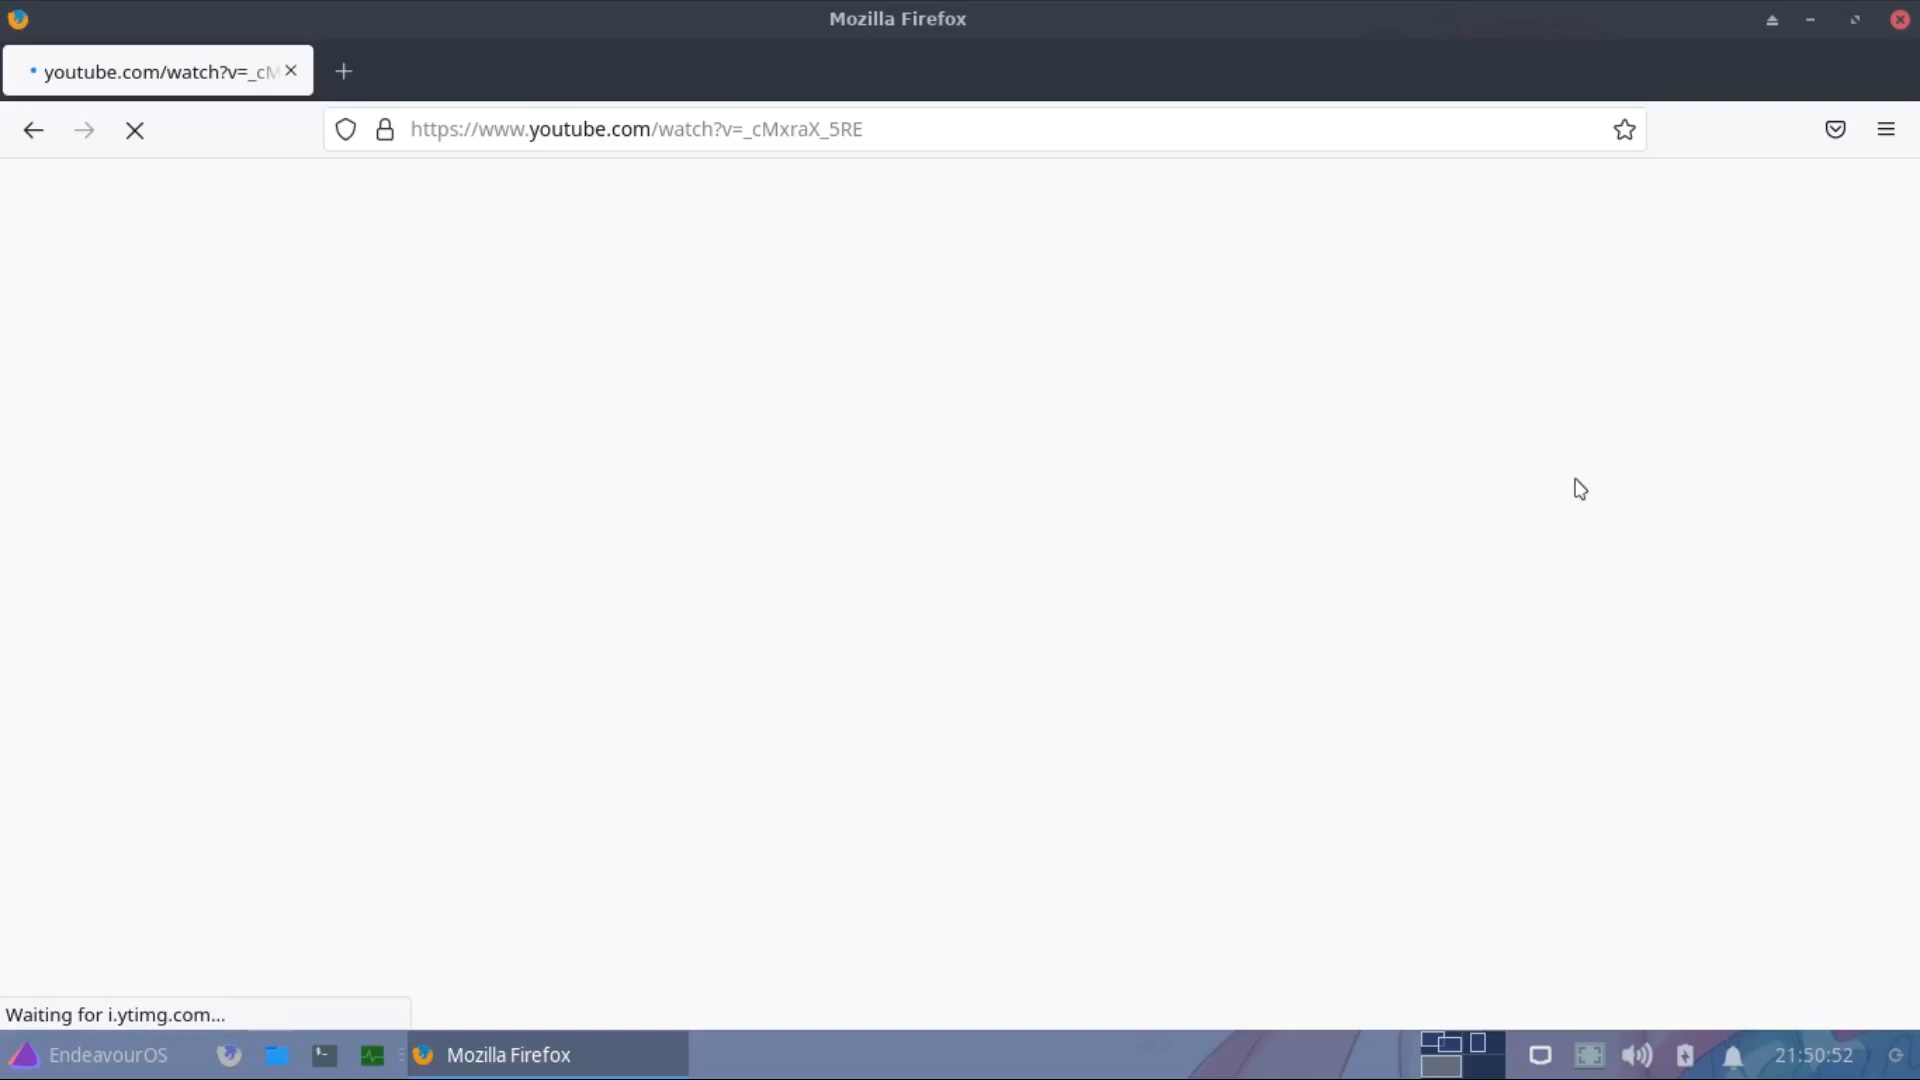 Mozilla Firefox
youtube.com/watch?v=_cM
https://www.youtube.com/watch?v=_cMxraX_5RE
Waiting for i.ytimg.com...
EndeavourOS
Mozilla Firefox
21:50:52